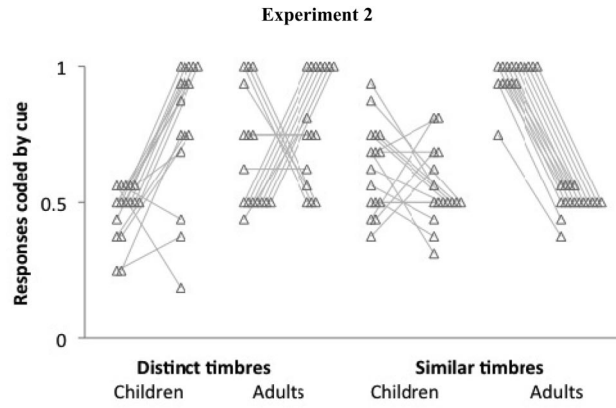 Experiment 2
Responses coded by cue
1
0.5
0
Distinct timbres Similar timbres
Children Adults Children Adults